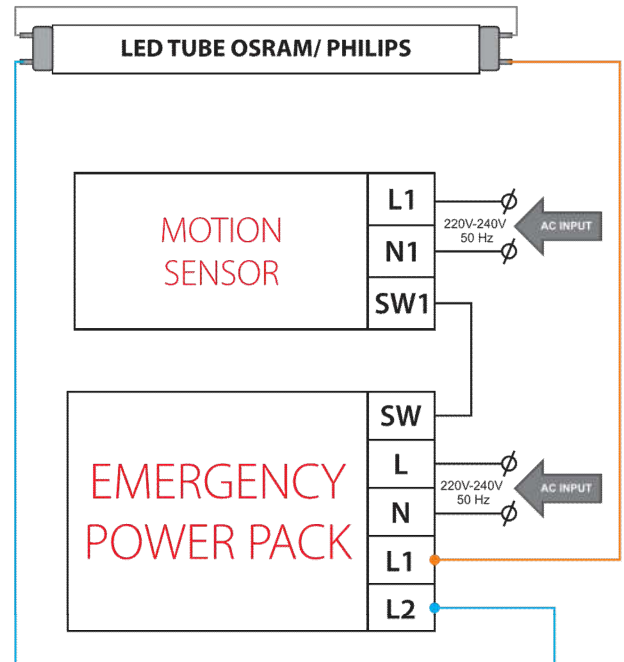 LED TUBE OSRAM/ PHILIPS
MOTION
SENSOR
L1
N1
SW1
220V-240V
50 Hz
AC INPUT
EMERGENCY
POWER PACK
SW
L
N
L1
L2
220V-240V
50 Hz
AC INPUT